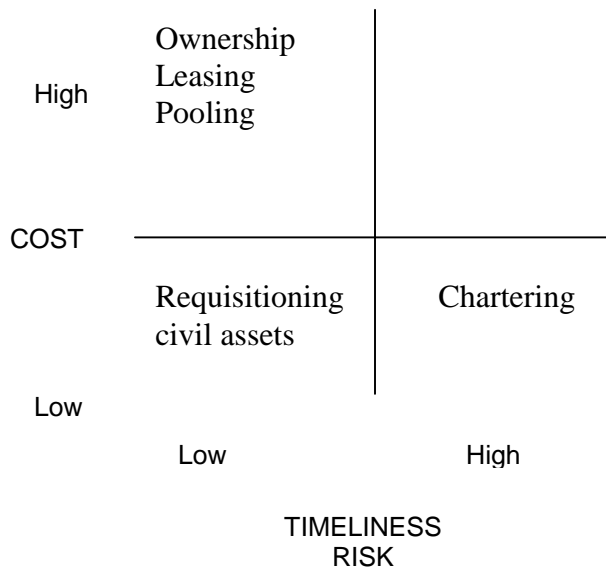 Ownership
Leasing
Pooling
High
COST
Requisitioning
civil assets
Chartering
Low
Low
High
TIMELINESS
RISK